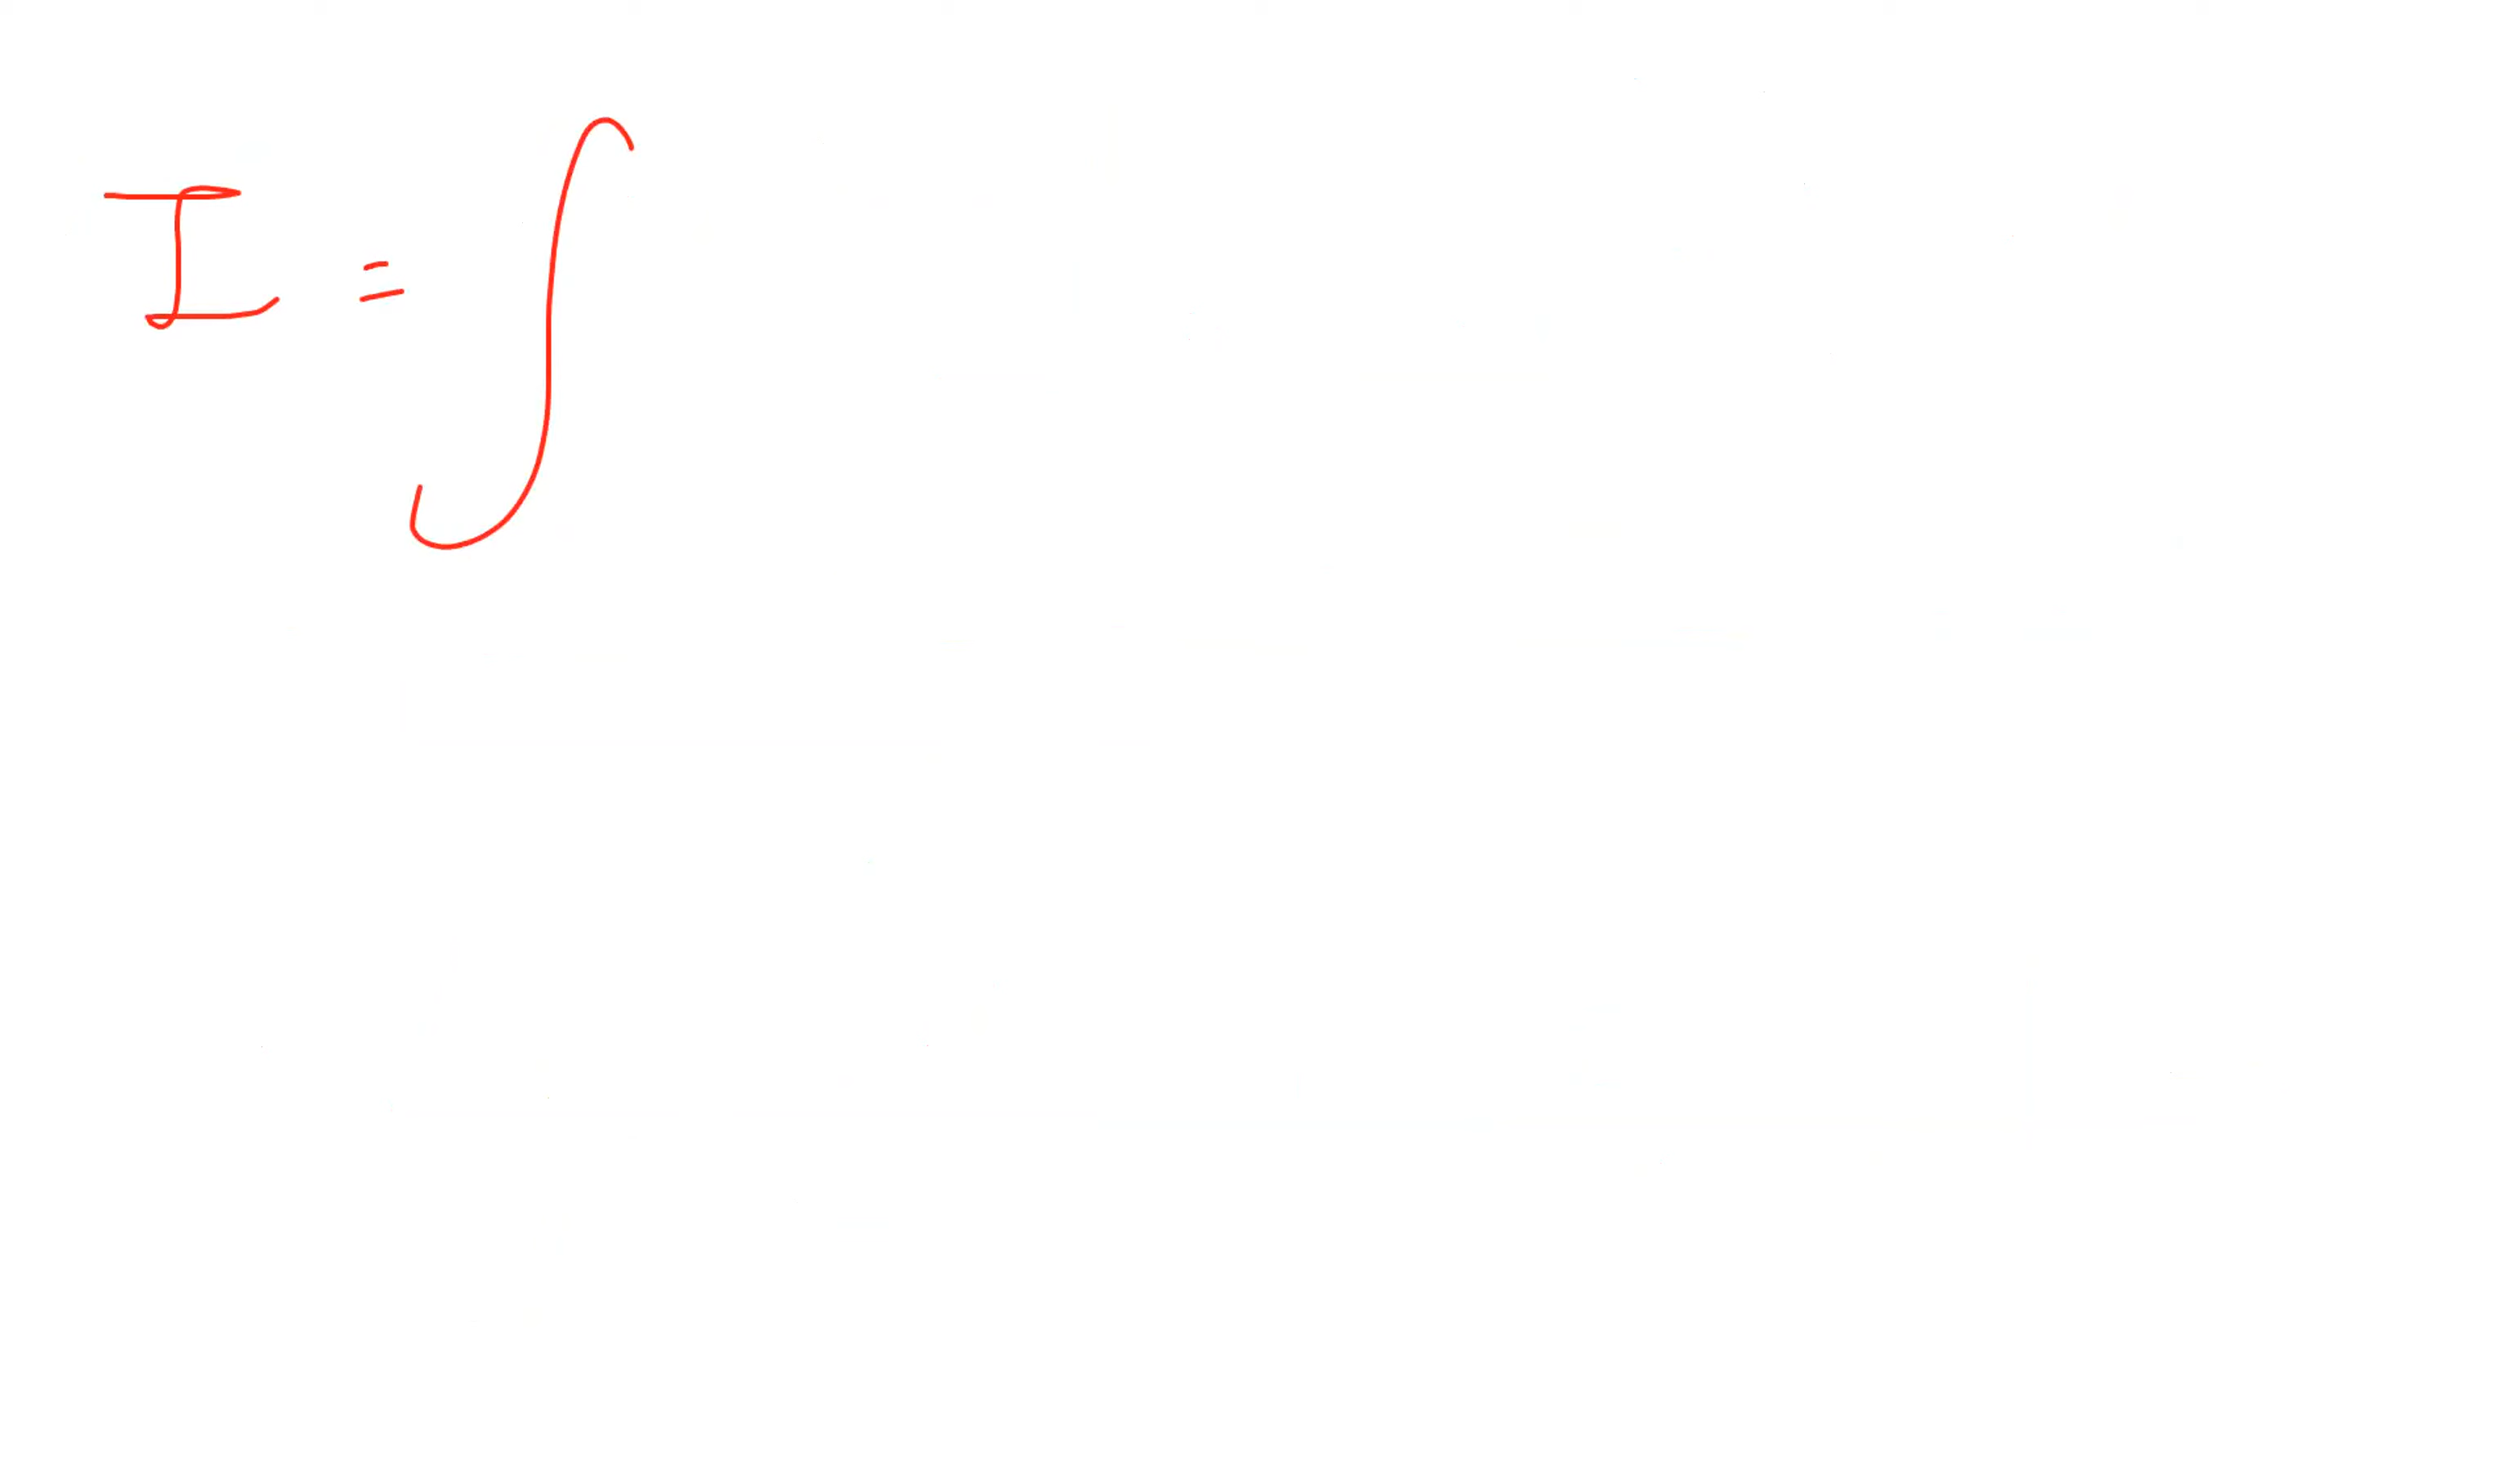 I = ∫